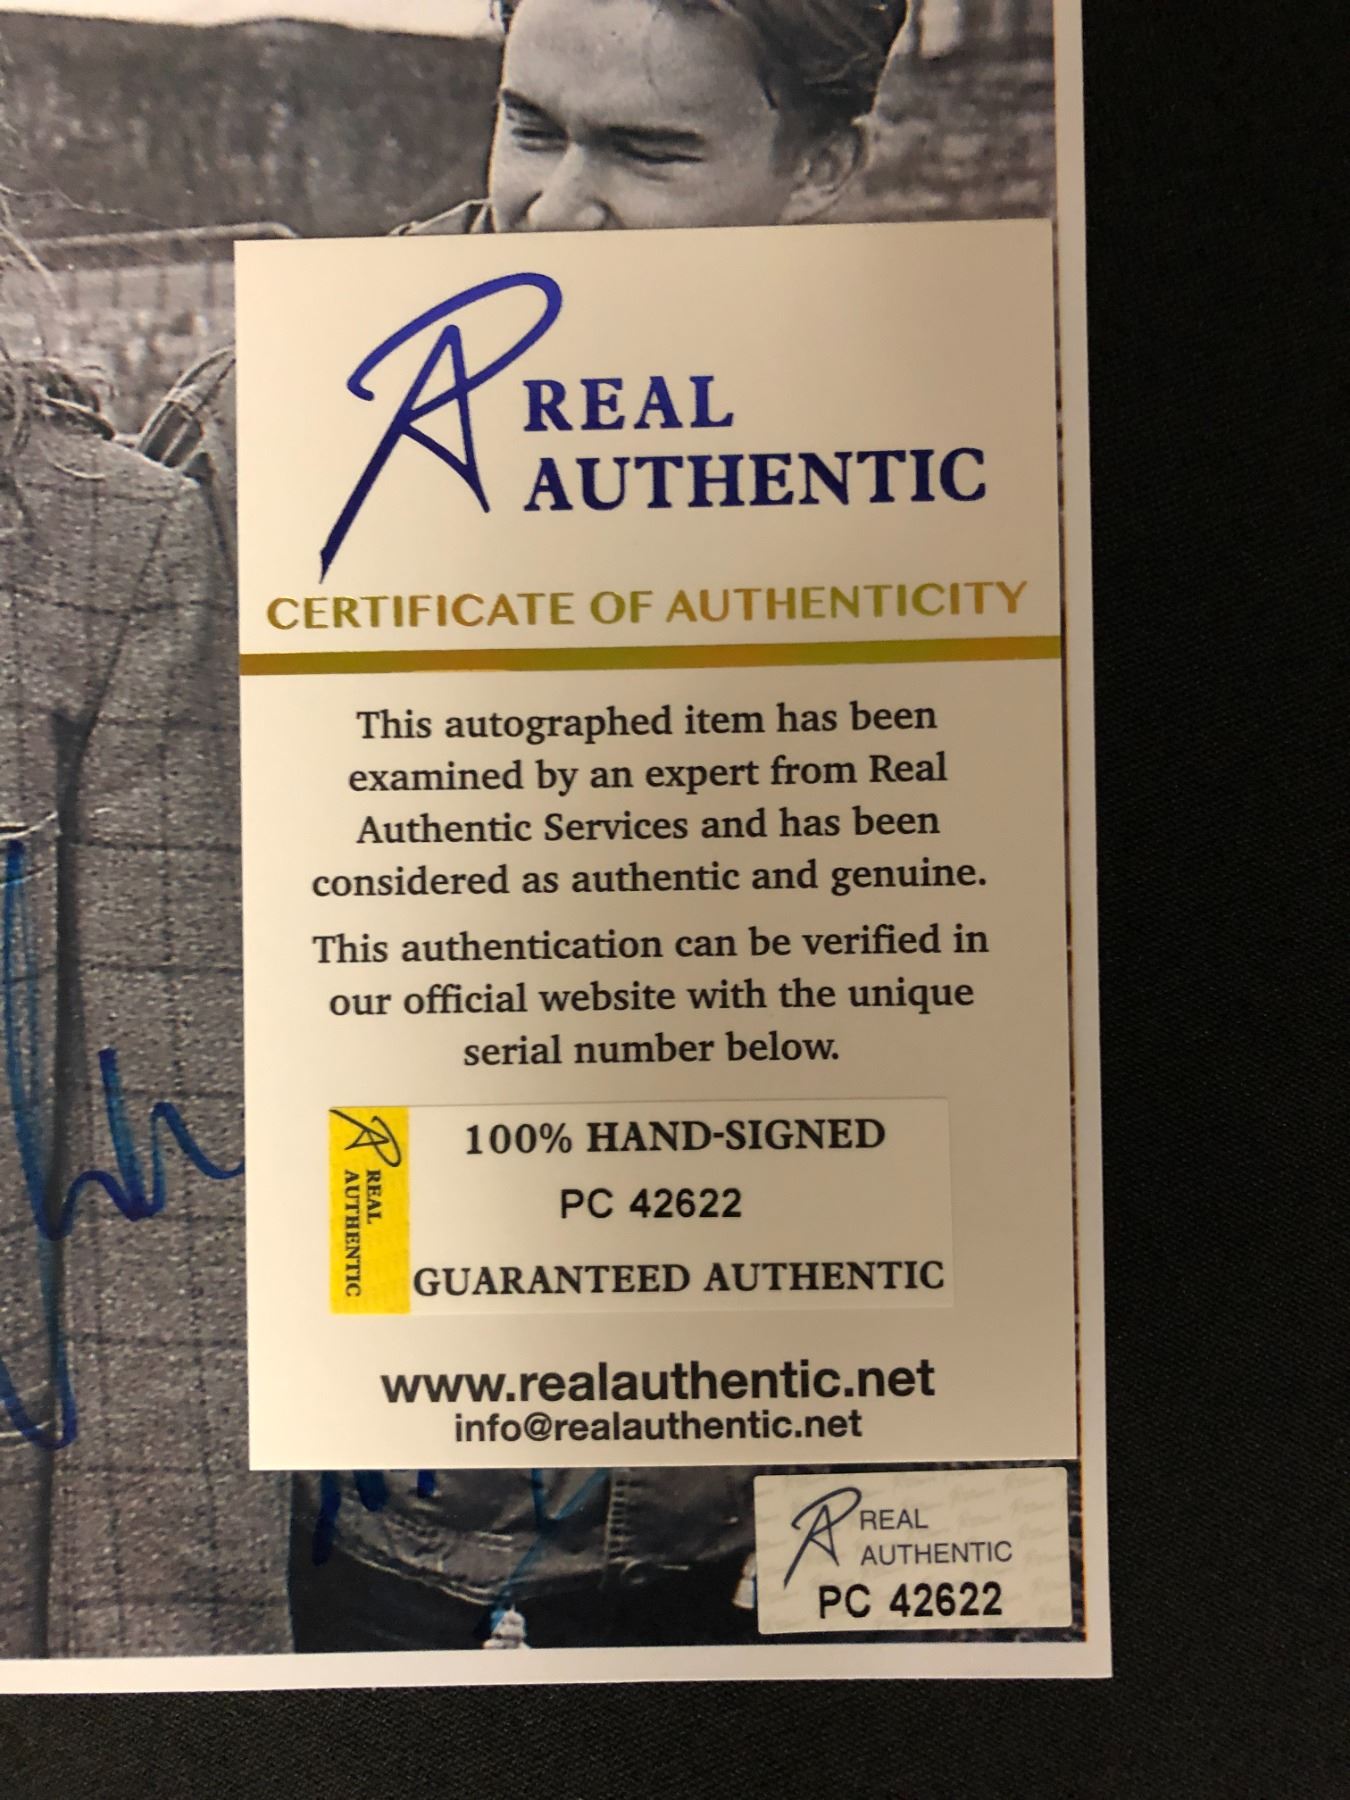 REAL
AUTHENTIC
CERTIFICATE OF AUTHENTICITY
This autographed item has been
examined by an expert from Real
Authentic Services and has been
considered as authentic and genuine.
This authentication can be verified in
our official website with the unique
serial number below.
REAL
AUTHENTIC
100% HAND-SIGNED
PC 42622
GUARANTEED AUTHENTIC
www.realauthentic.net
info@realauthentic.net
REAL
AUTHENTIC
PC 42622